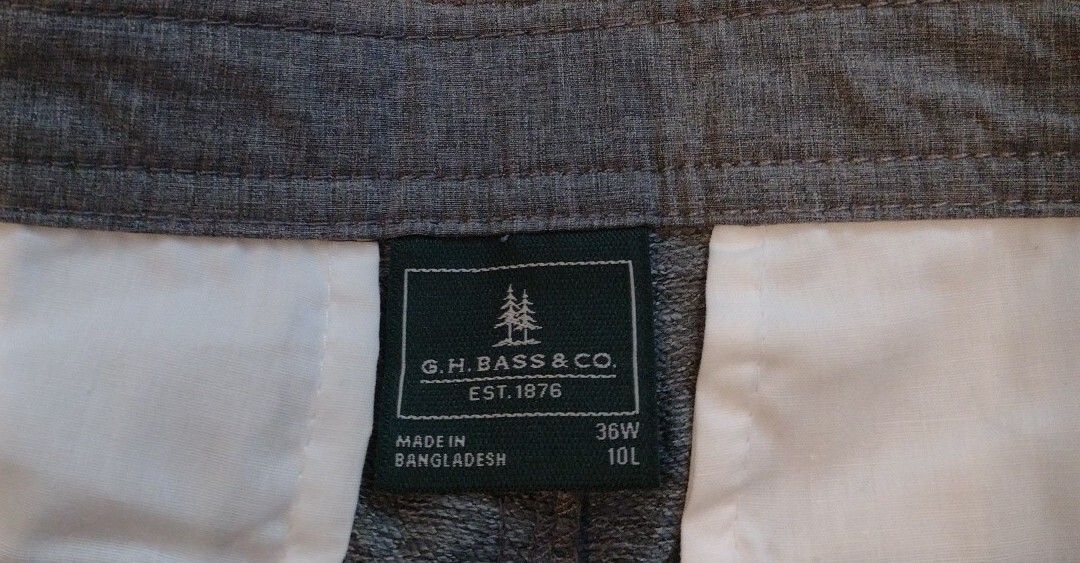 G.H. BASS & CO.
EST. 1876
MADE IN
BANGLADESH
36W
10L